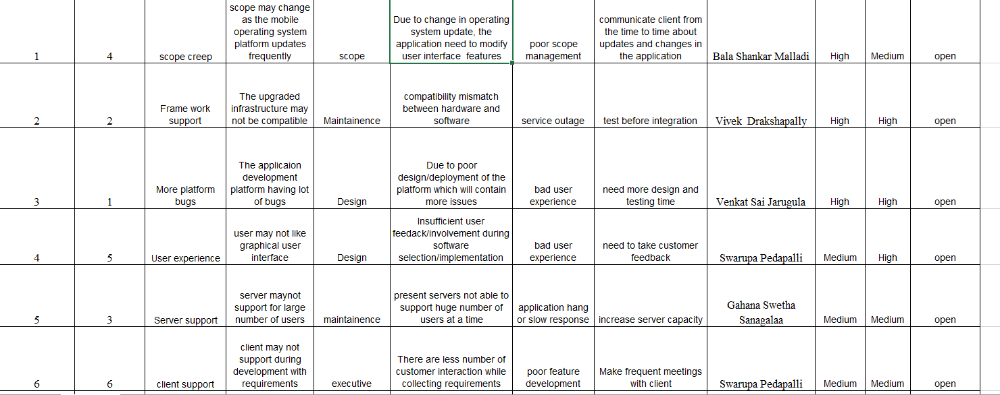 1 4 scope creep scope may change as the mobile operating system platform updates frequently scope Due to change in operating system update, the application need to modify user interface features poor scope management communicate client from the time to time about updates and changes in the application Bala Shankar Malladi High Medium open
2 2 Frame work support The upgraded infrastructure may not be compatible Maintainence compatibility mismatch between hardware and software service outage test before integration Vivek Drakshapally High High open
3 1 More platform bugs The applicaion development platform having lot of bugs Design Due to poor design/deployment of the platform which will contain more issues bad user experience need more design and testing time Venkat Sai Jarugula High High open
4 5 User experience user may not like graphical user interface Design Insufficient user feedack/involvement during software selection/implementation bad user experience need to take customer feedback Swarupa Pedapalli Medium High open
5 3 Server support server maynot support for large number of users maintainence present servers not able to support huge number of users at a time application hang or slow response increase server capacity Gahana Swetha Sanagalaa Medium Medium open
6 6 client support client may not support during development with requirements executive There are less number of customer interaction while collecting requirements poor feature development Make frequent meetings with client Swarupa Pedapalli Medium Medium open